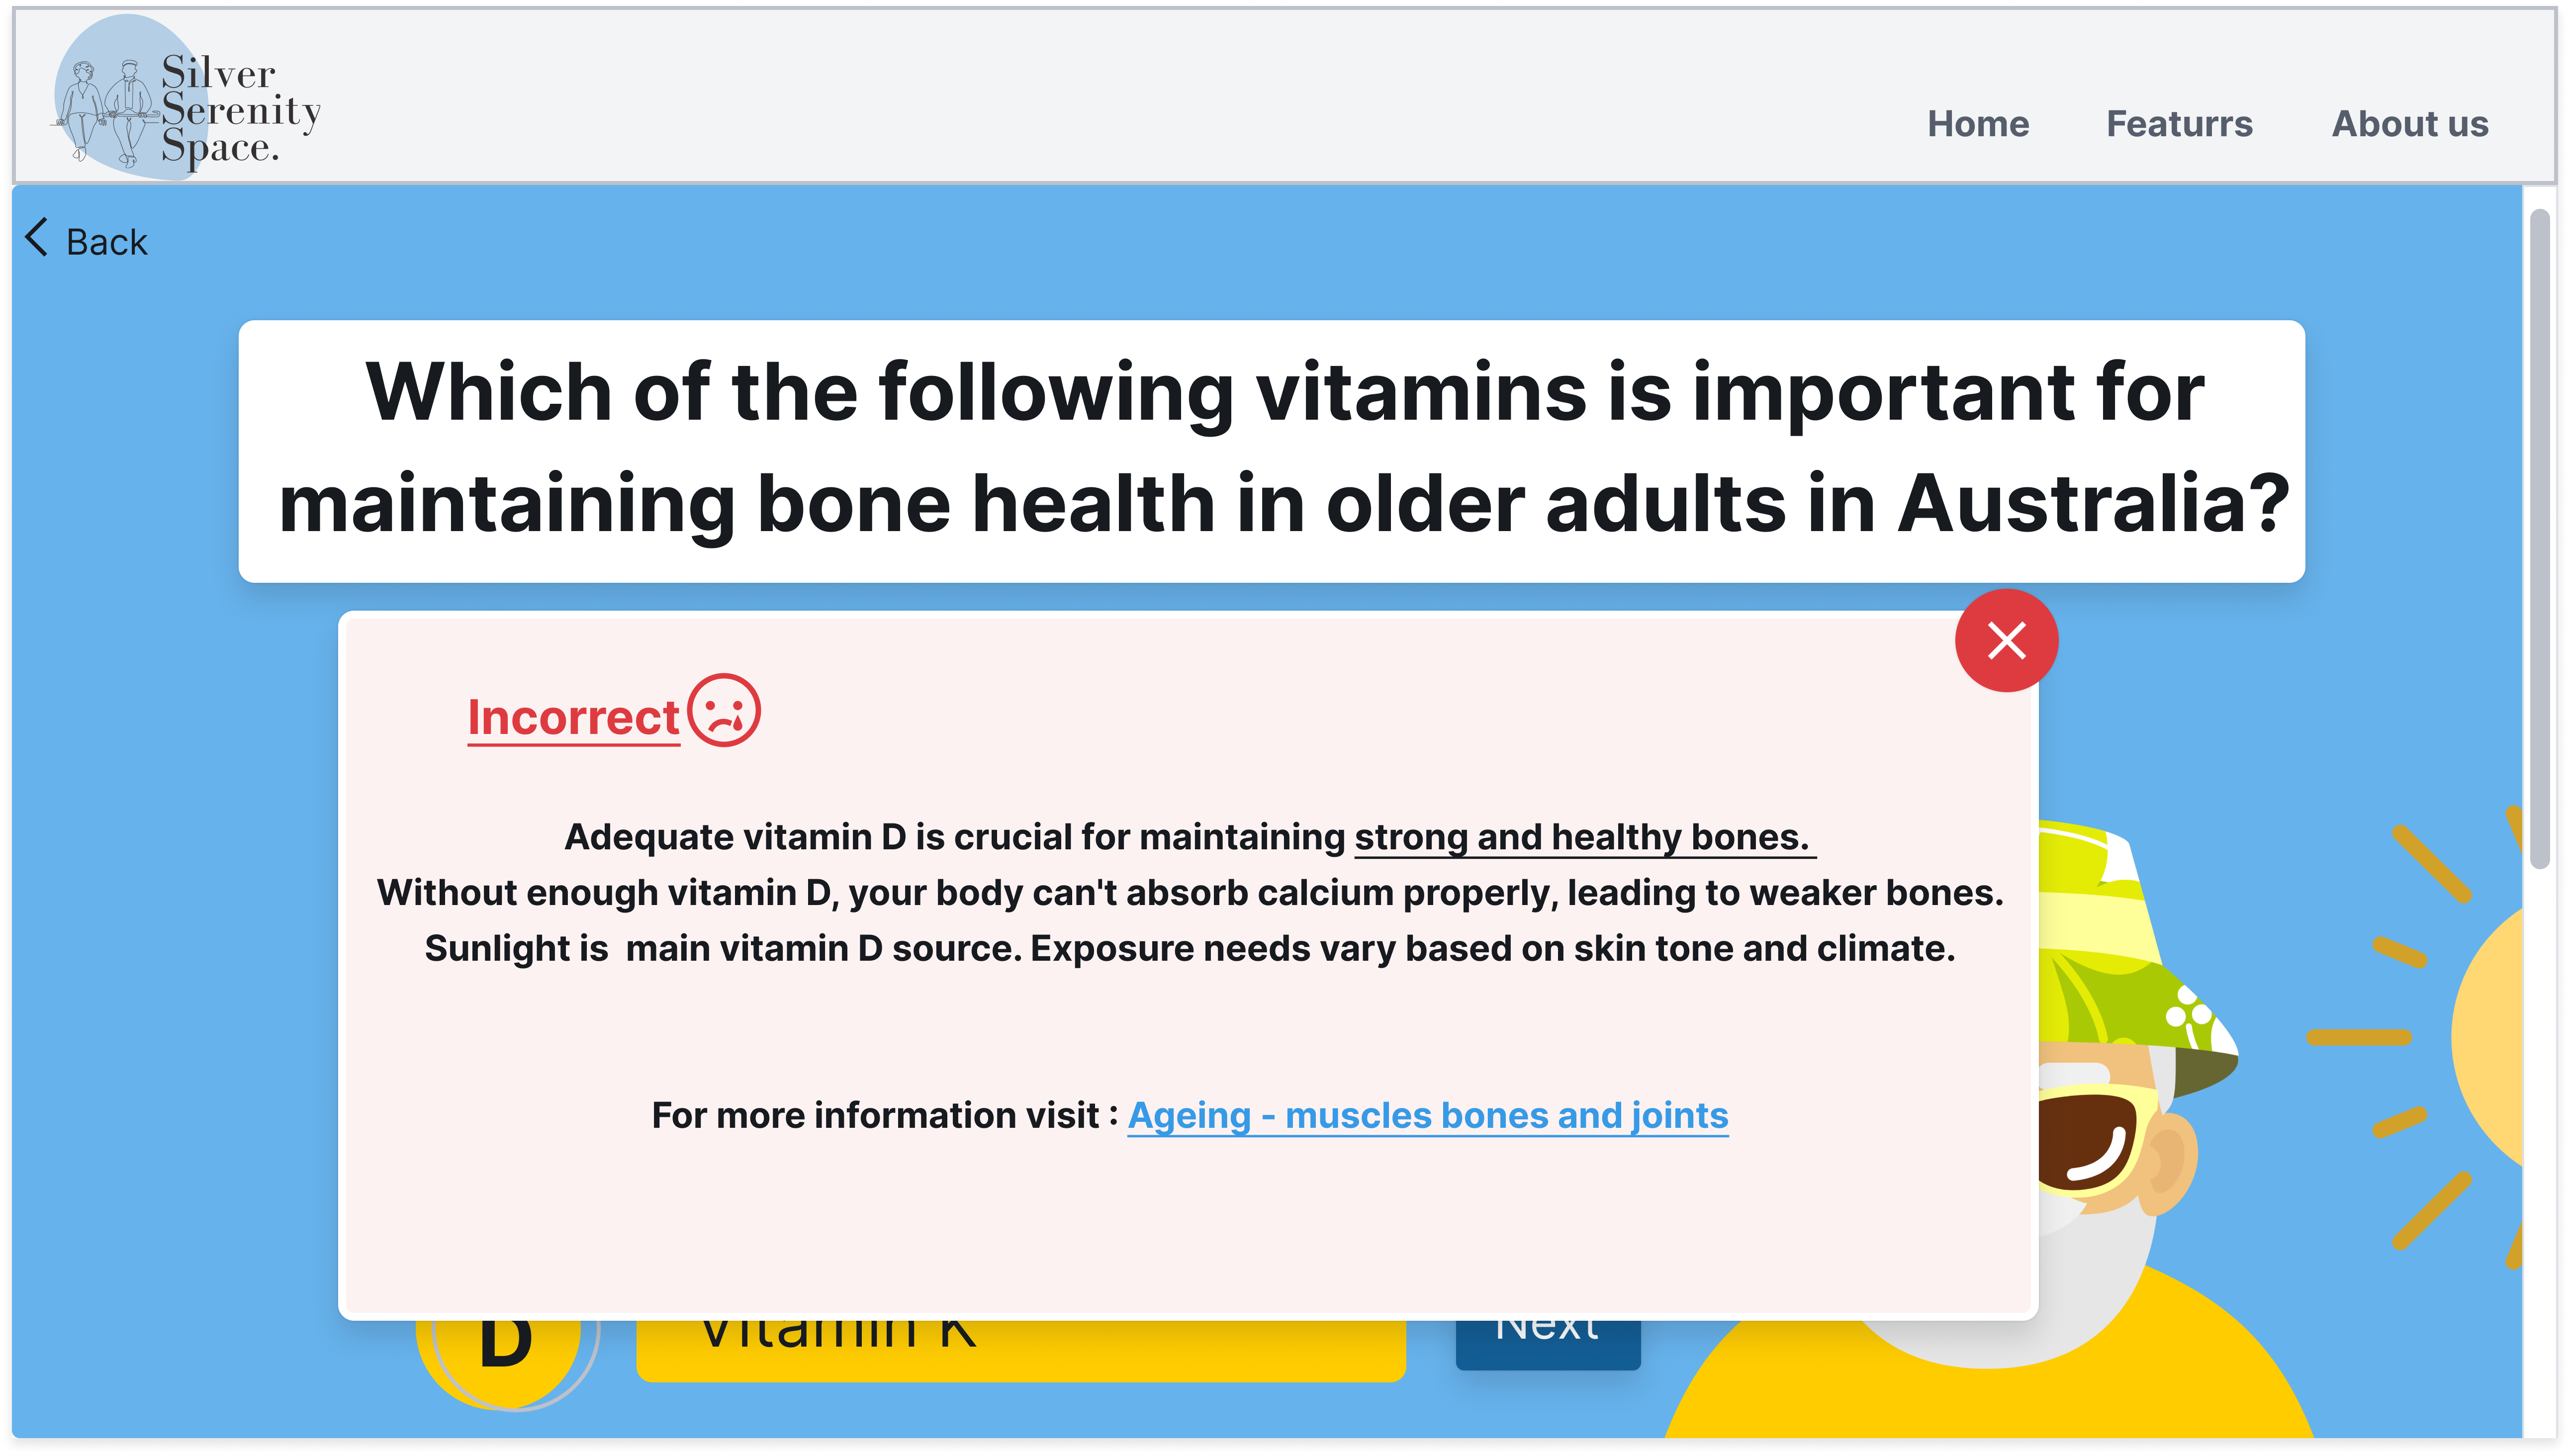 Silver
Serenity
Space.
Home Featurrs About us
Back
Which of the following vitamins is important for
maintaining bone health in older adults in Australia?
Incorrect
Adequate vitamin D is crucial for maintaining strong and healthy bones.
Without enough vitamin D, your body can't absorb calcium properly, leading to weaker bones.
Sunlight is  main vitamin D source. Exposure needs vary based on skin tone and climate.
For more information visit : Ageing - muscles bones and joints
D Vitamin K Next